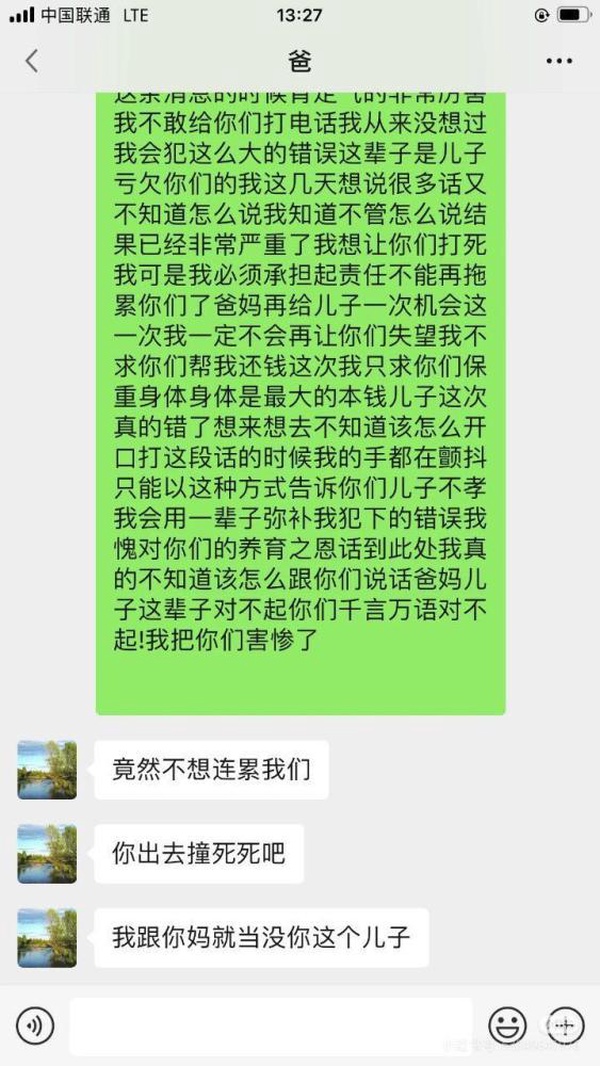 中国联通 LTE
13:27
爸
这条消息的时候肯定气的非常厉害
我不敢给你们打电话我从来没想过
我会犯这么大的错误这辈子是儿子
亏欠你们的我这几天想说很多话又
不知道怎么说我知道不管怎么说结
果已经非常严重了我想让你们打死
我可是我必须承担起责任不能再拖
累你们了爸妈再给儿子一次机会这
一次我一定不会再让你们失望我不
求你们帮我还钱这次我只求你们保
重身体身体是最大的本钱儿子这次
真的错了想来想去不知道该怎么开
口打这段话的时候我的手都在颤抖
只能以这种方式告诉你们儿子不孝
我会用一辈子弥补我犯下的错误我
愧对你们的养育之恩话到此处我真
的不知道该怎么跟你们说话爸妈儿
子这辈子对不起你们千言万语对不
起!我把你们害惨了
竟然不想连累我们
你出去撞死死吧
我跟你妈就当没你这个儿子